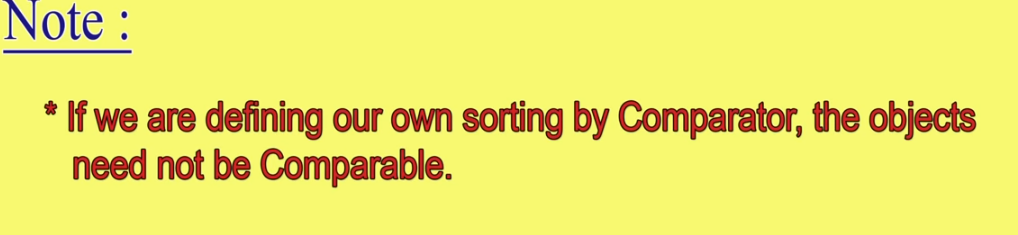 Note :
* If we are defining our own sorting by Comparator, the objects
need not be Comparable.